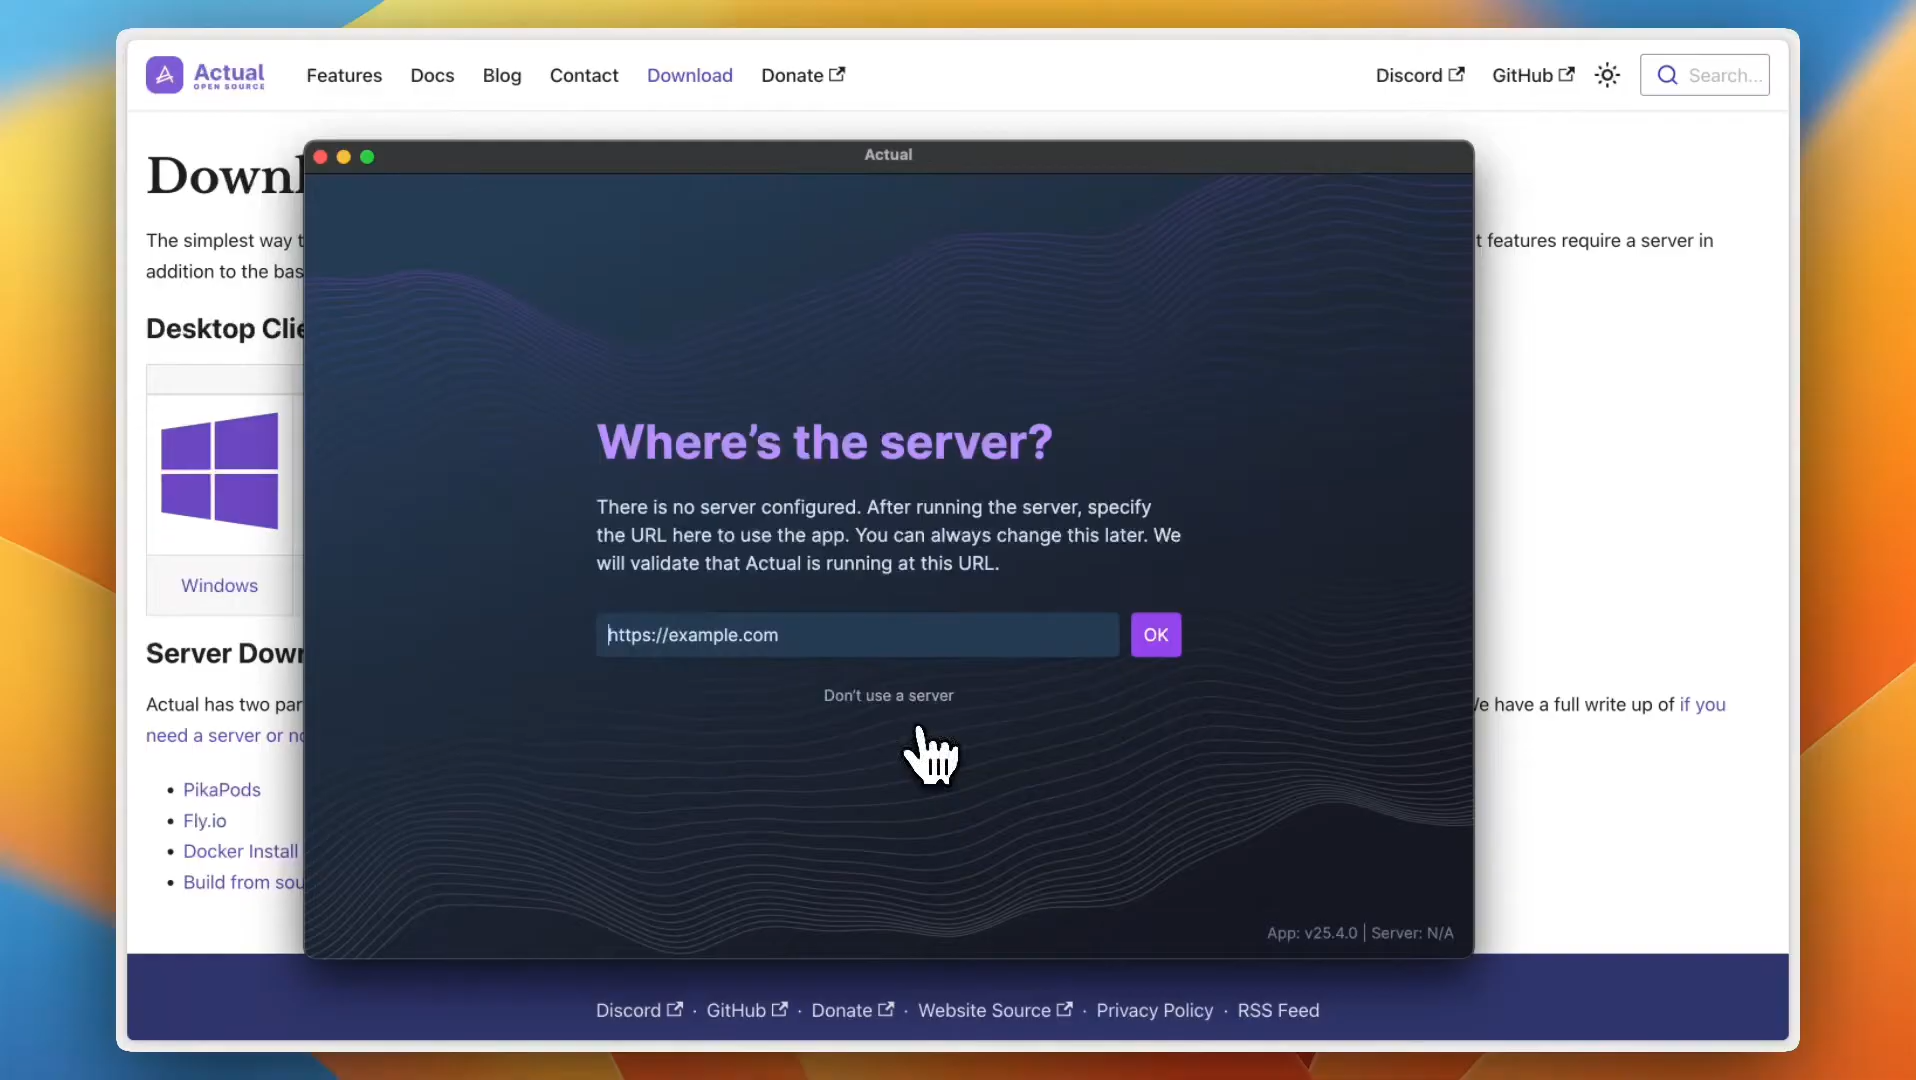 Actual
OPEN SOURCE
Features
Docs
Blog
Contact
Download
Donate
Discord
GitHub
Search...
Downl
The simplest way t
t features require a server in
addition to the bas
Desktop Clie
Windows
Server Down
Actual has two par
We have a full write up of if you
need a server or no
PikaPods
Fly.io
Docker Install
Build from sou
Actual
Where's the server?
There is no server configured. After running the server, specify
the URL here to use the app. You can always change this later. We
will validate that Actual is running at this URL.
https://example.com
OK
Don't use a server
App: v25.4.0 | Server: N/A
Discord · GitHub · Donate · Website Source · Privacy Policy · RSS Feed